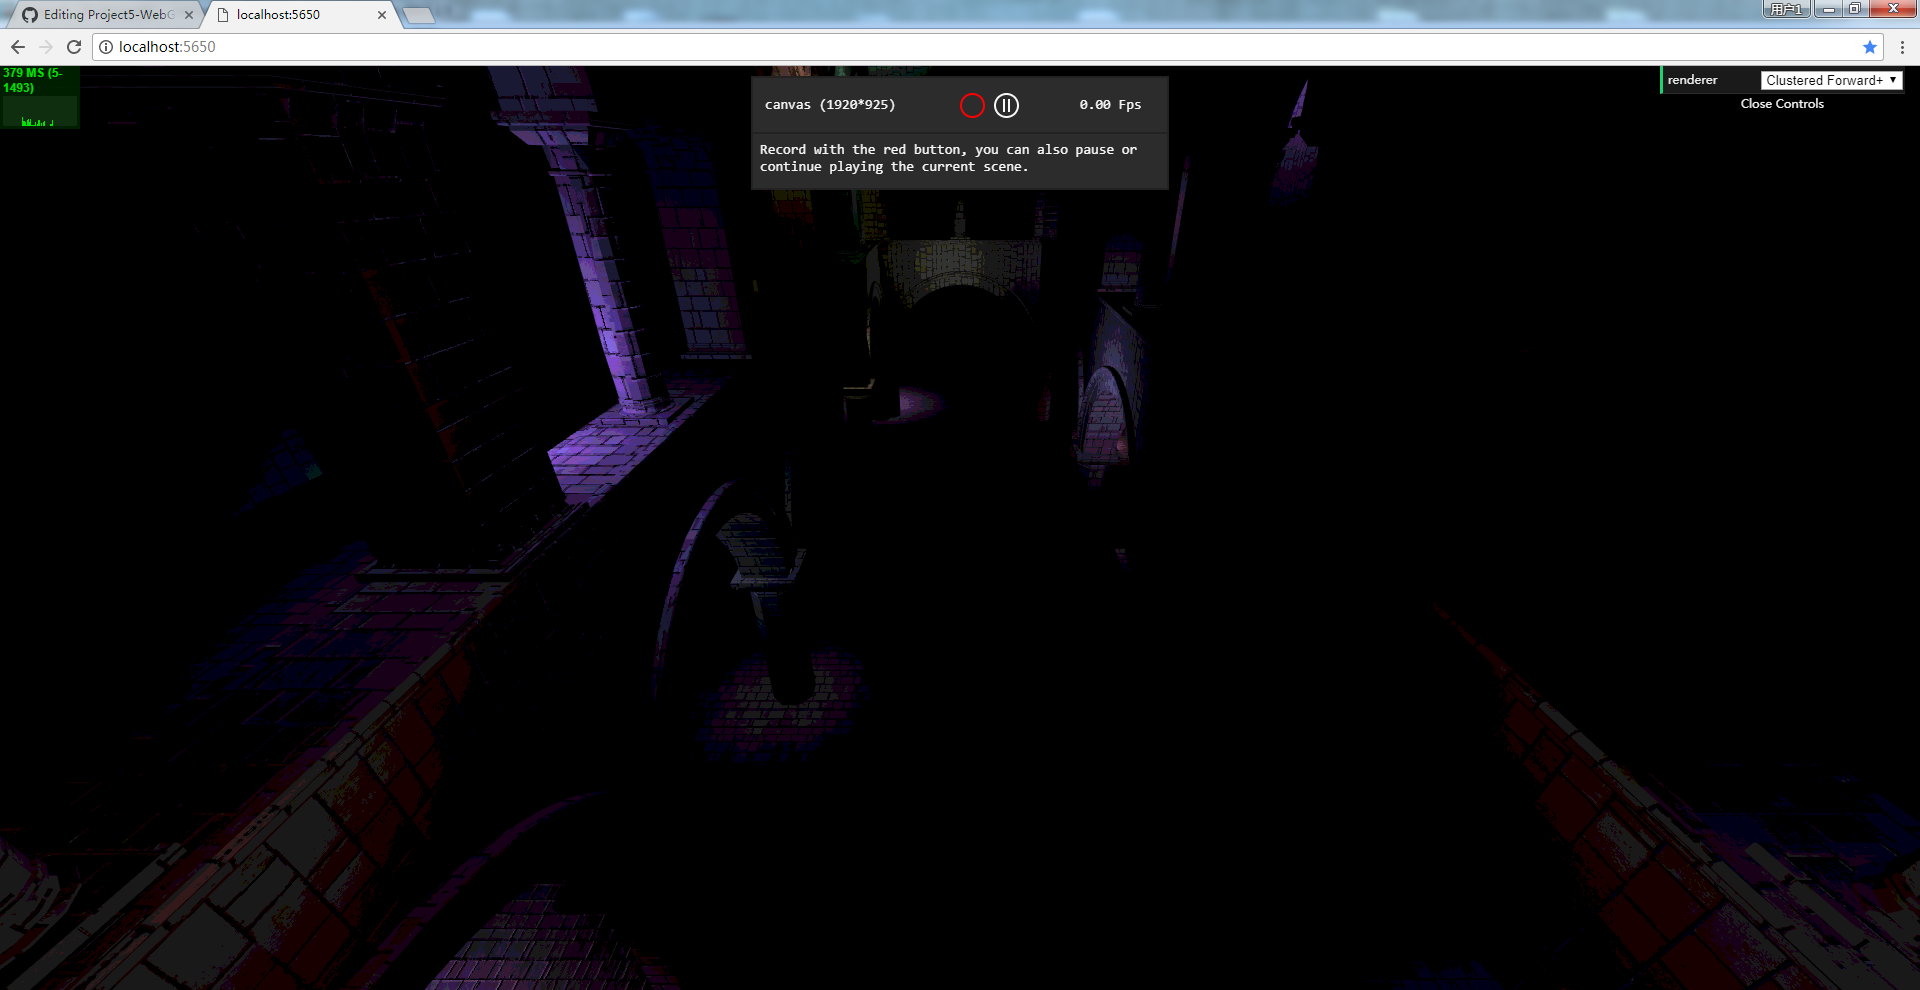 Editing Project5-WebG
localhost:5650
用户1
localhost:5650
379 MS (5-
1493)
canvas (1920*925)
0.00 Fps
Record with the red button, you can also pause or
continue playing the current scene.
renderer
Clustered Forward+
Close Controls